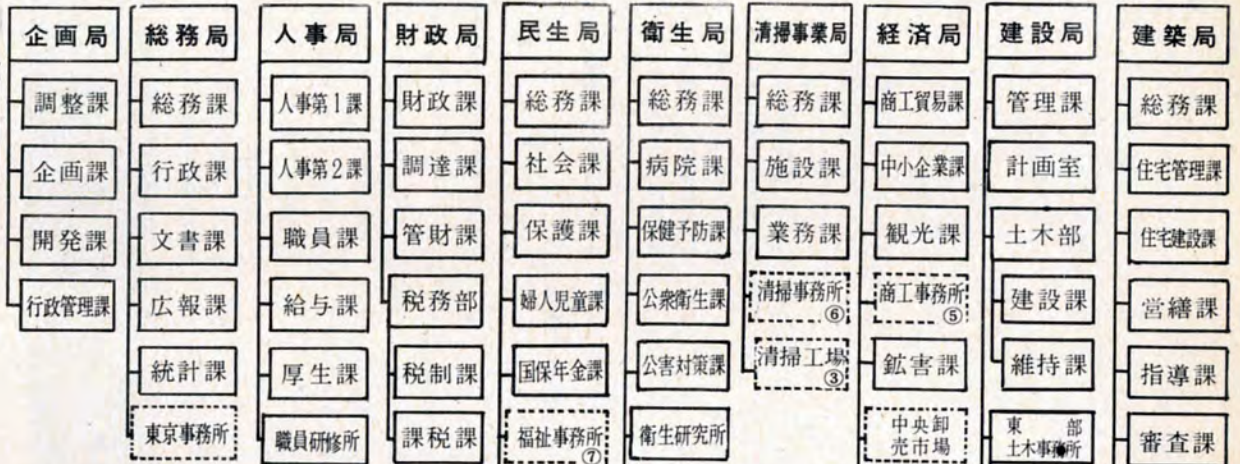 企画局
調整課
企画課
開発課
行政管理課
総務局
総務課
行政課
文書課
広報課
統計課
東京事務所
人事局
人事第1課
人事第2課
職員課
給与課
厚生課
職員研修所
財政局
財政課
調達課
管財課
税務部
税制課
課税課
民生局
総務課
社会課
保護課
婦人児童課
国保年金課
福祉事務所
⑦
衛生局
総務課
病院課
保健予防課
公衆衛生課
公害対策課
衛生研究所
清掃事業局
総務課
施設課
業務課
清掃事務所
⑥
清掃工場
③
経済局
商工貿易課
中小企業課
観光課
商工事務所
⑤
鉱害課
中央卸
売市場
建設局
管理課
計画室
土木部
建設課
維持課
東部
土木事務所
建築局
総務課
住宅管理課
住宅建設課
営繕課
指導課
審査課